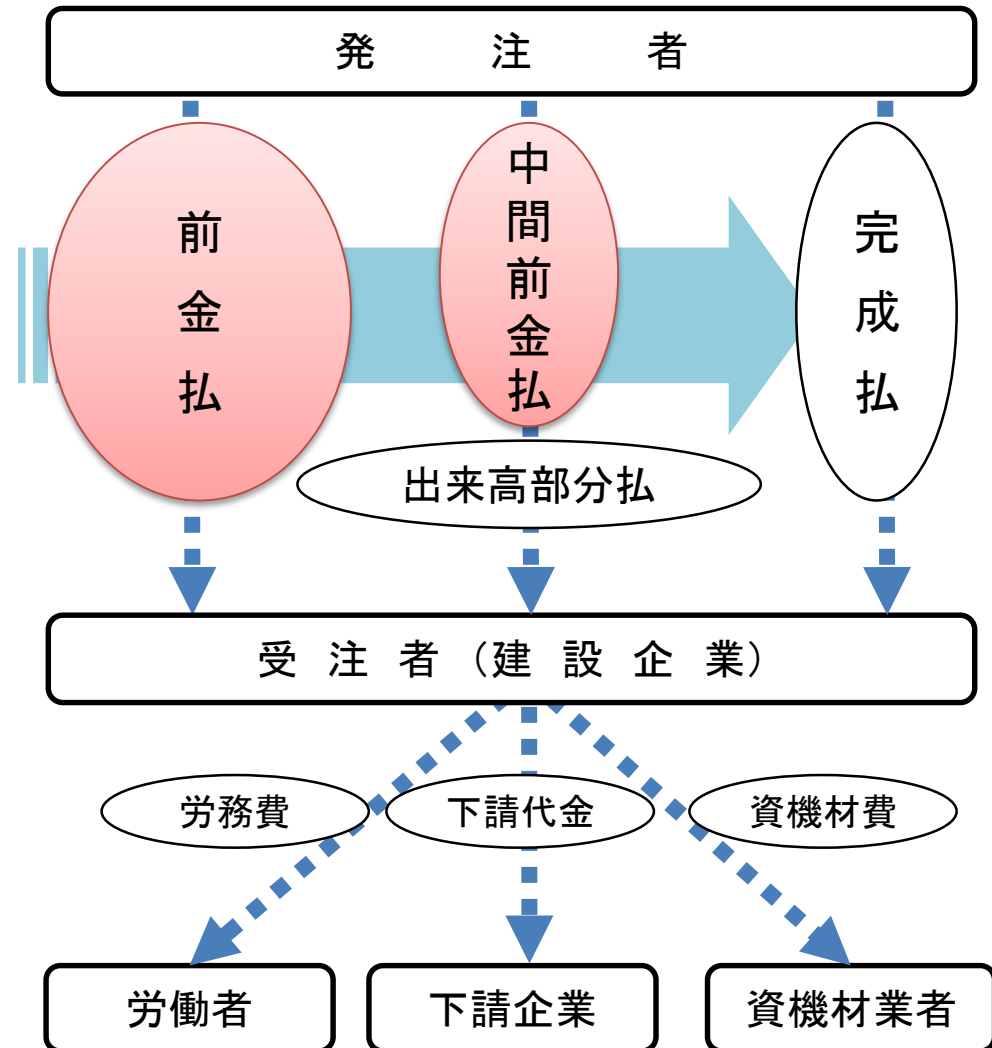 発注者
前金払
中間前金払
完成払
出来高部分払
受注者（建設企業）
労務費
下請代金
資機材費
労働者
下請企業
資機材業者